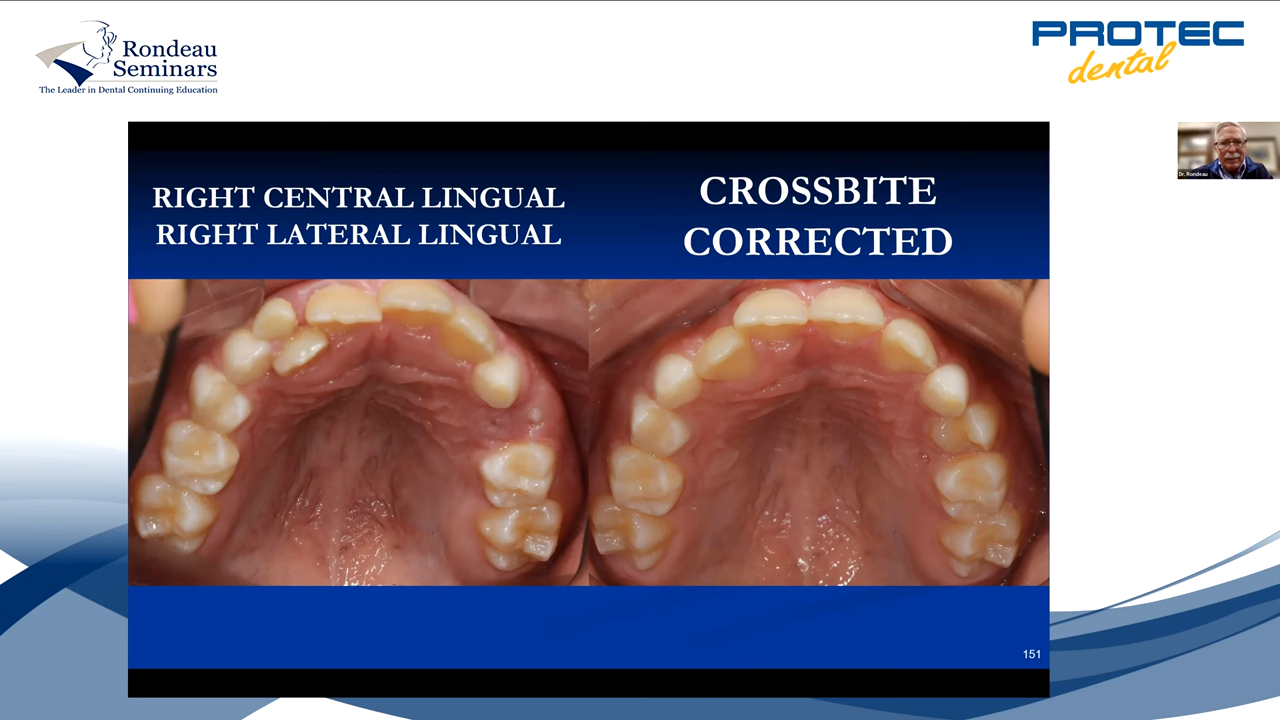 Rondeau
Seminars
The Leader in Dental Continuing Education
PROTEC
dental
RIGHT CENTRAL LINGUAL
RIGHT LATERAL LINGUAL
CROSSBITE
CORRECTED
Dr. Rondeau
151